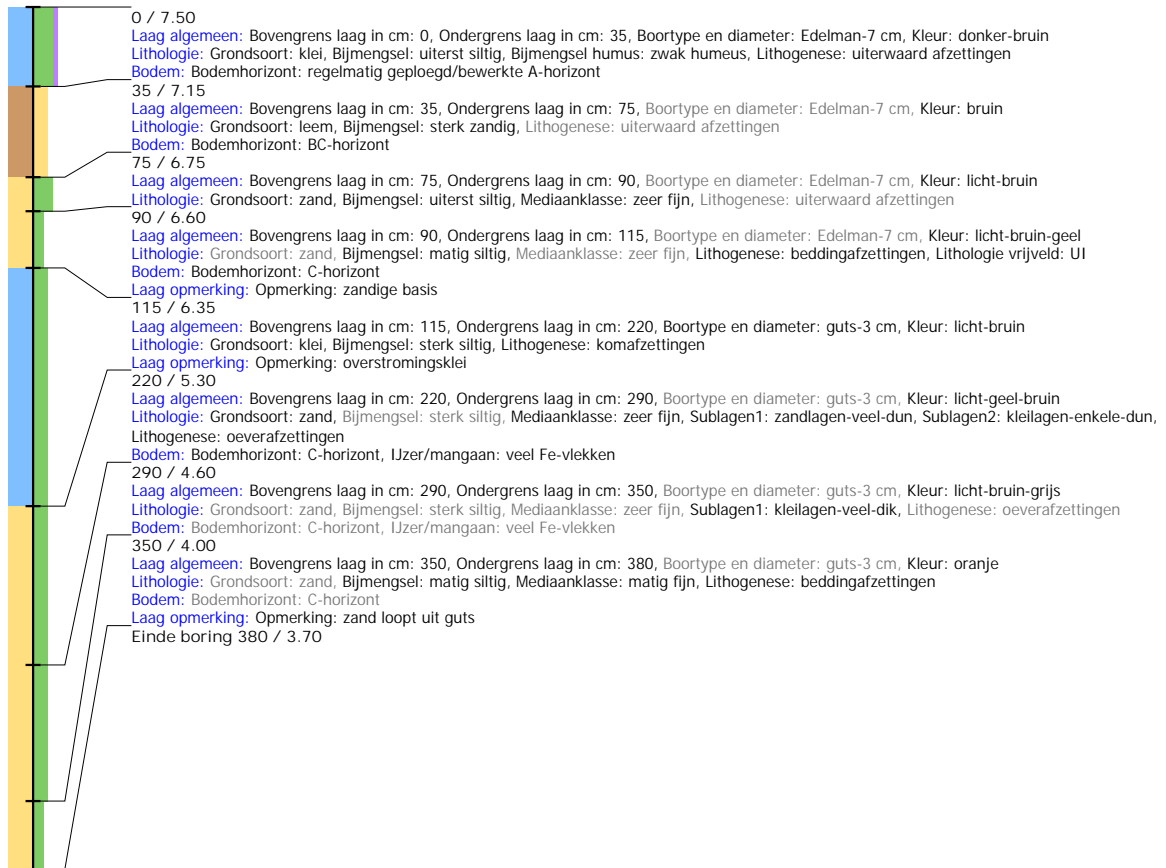 0 / 7.50
Laag algemeen: Bovengrens laag in cm: 0, Ondergrens laag in cm: 35, Boortype en diameter: Edelman-7 cm, Kleur: donker-bruin
Lithologie: Grondsoort: klei, Bijmengsel: uiterst siltig, Bijmengsel humus: zwak humeus, Lithogenese: uiterwaard afzettingen
Bodem: Bodemhorizont: regelmatig geploegd/bewerkte A-horizont
35 / 7.15
Laag algemeen: Bovengrens laag in cm: 35, Ondergrens laag in cm: 75, Boortype en diameter: Edelman-7 cm, Kleur: bruin
Lithologie: Grondsoort: leem, Bijmengsel: sterk zandig, Lithogenese: uiterwaard afzettingen
Bodem: Bodemhorizont: BC-horizont
75 / 6.75
Laag algemeen: Bovengrens laag in cm: 75, Ondergrens laag in cm: 90, Boortype en diameter: Edelman-7 cm, Kleur: licht-bruin
Lithologie: Grondsoort: zand, Bijmengsel: uiterst siltig, Mediaanklasse: zeer fijn, Lithogenese: uiterwaard afzettingen
90 / 6.60
Laag algemeen: Bovengrens laag in cm: 90, Ondergrens laag in cm: 115, Boortype en diameter: Edelman-7 cm, Kleur: licht-bruin-geel
Lithologie: Grondsoort: zand, Bijmengsel: matig siltig, Mediaanklasse: zeer fijn, Lithogenese: beddingafzettingen, Lithologie vrijveld: UI
Bodem: Bodemhorizont: C-horizont
Laag opmerking: Opmerking: zandige basis
115 / 6.35
Laag algemeen: Bovengrens laag in cm: 115, Ondergrens laag in cm: 220, Boortype en diameter: guts-3 cm, Kleur: licht-bruin
Lithologie: Grondsoort: klei, Bijmengsel: sterk siltig, Lithogenese: komafzettingen
Laag opmerking: Opmerking: overstromingsklei
220 / 5.30
Laag algemeen: Bovengrens laag in cm: 220, Ondergrens laag in cm: 290, Boortype en diameter: guts-3 cm, Kleur: licht-geel-bruin
Lithologie: Grondsoort: zand, Bijmengsel: sterk siltig, Mediaanklasse: zeer fijn, Sublagen1: zandlagen-veel-dun, Sublagen2: kleilagen-enkele-dun,
Lithogenese: oeverafzettingen
Bodem: Bodemhorizont: C-horizont, IJzer/mangaan: veel Fe-vlekken
290 / 4.60
Laag algemeen: Bovengrens laag in cm: 290, Ondergrens laag in cm: 350, Boortype en diameter: guts-3 cm, Kleur: licht-bruin-grijs
Lithologie: Grondsoort: zand, Bijmengsel: sterk siltig, Mediaanklasse: zeer fijn, Sublagen1: kleilagen-veel-dik, Lithogenese: oeverafzettingen
Bodem: Bodemhorizont: C-horizont, IJzer/mangaan: veel Fe-vlekken
350 / 4.00
Laag algemeen: Bovengrens laag in cm: 350, Ondergrens laag in cm: 380, Boortype en diameter: guts-3 cm, Kleur: oranje
Lithologie: Grondsoort: zand, Bijmengsel: matig siltig, Mediaanklasse: matig fijn, Lithogenese: beddingafzettingen
Bodem: Bodemhorizont: C-horizont
Laag opmerking: Opmerking: zand loopt uit guts
Einde boring 380 / 3.70